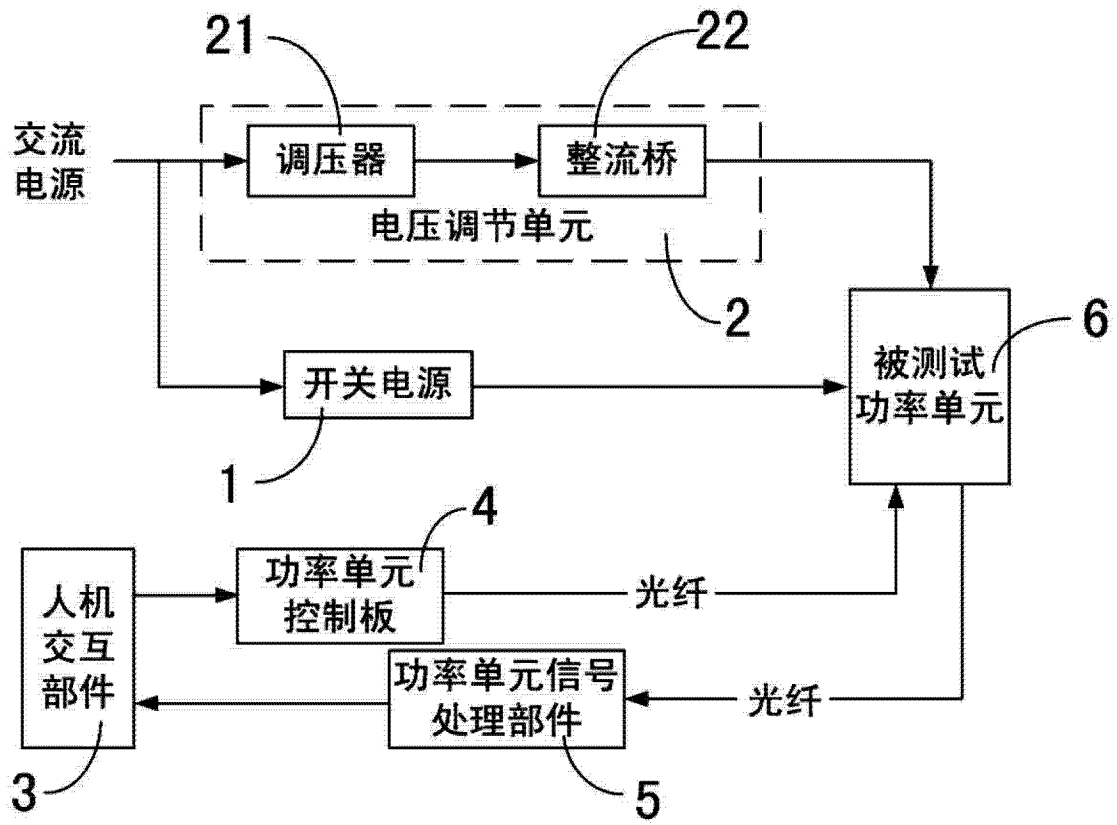 21
22
交流
电源
调压器
整流桥
电压调节单元
2
6
被测试
功率单元
开关电源
1
4
人机
交互
部件
功率单元
控制板
光纤
功率单元信号
处理部件
光纤
3
5